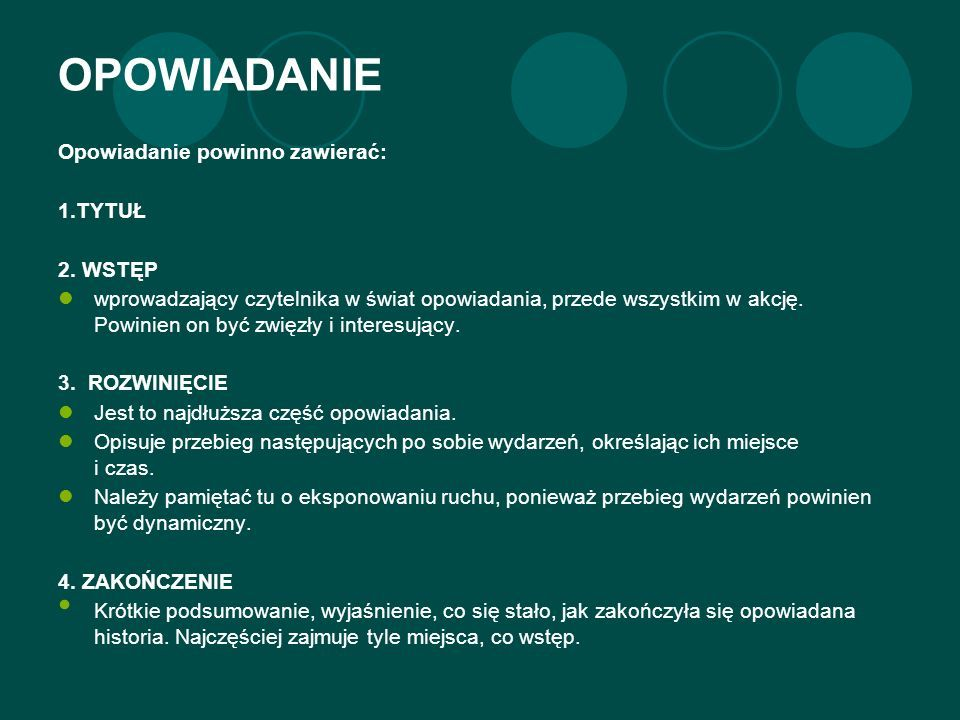 OPOWIADANIE
Opowiadanie powinno zawierać:
1.TYTUŁ
2. WSTĘP
wprowadzający czytelnika w świat opowiadania, przede wszystkim w akcję.
Powinien on być zwięzły i interesujący.
3. ROZWINIĘCIE
Jest to najdłuższa część opowiadania.
Opisuje przebieg następujących po sobie wydarzeń, określając ich miejsce
i czas.
Należy pamiętać tu o eksponowaniu ruchu, ponieważ przebieg wydarzeń powinien
być dynamiczny.
4. ZAKOŃCZENIE
Krótkie podsumowanie, wyjaśnienie, co się stało, jak zakończyła się opowiadana
historia. Najczęściej zajmuje tyle miejsca, co wstęp.